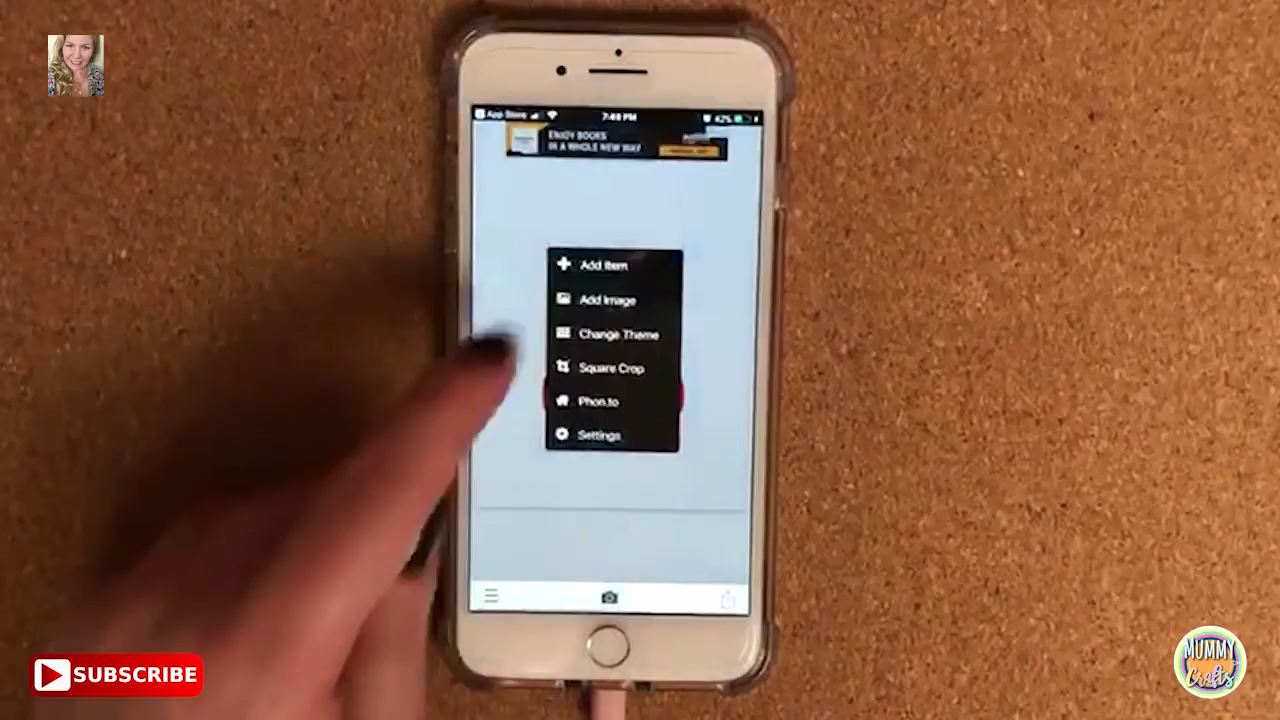 App Store
7:49 PM
42%
ENJOY BOOKS
IN A WHOLE NEW WAY
Add Item
Add Image
Change Theme
Square Crop
Phon.to
Settings
SUBSCRIBE
MUMMY
Crafts